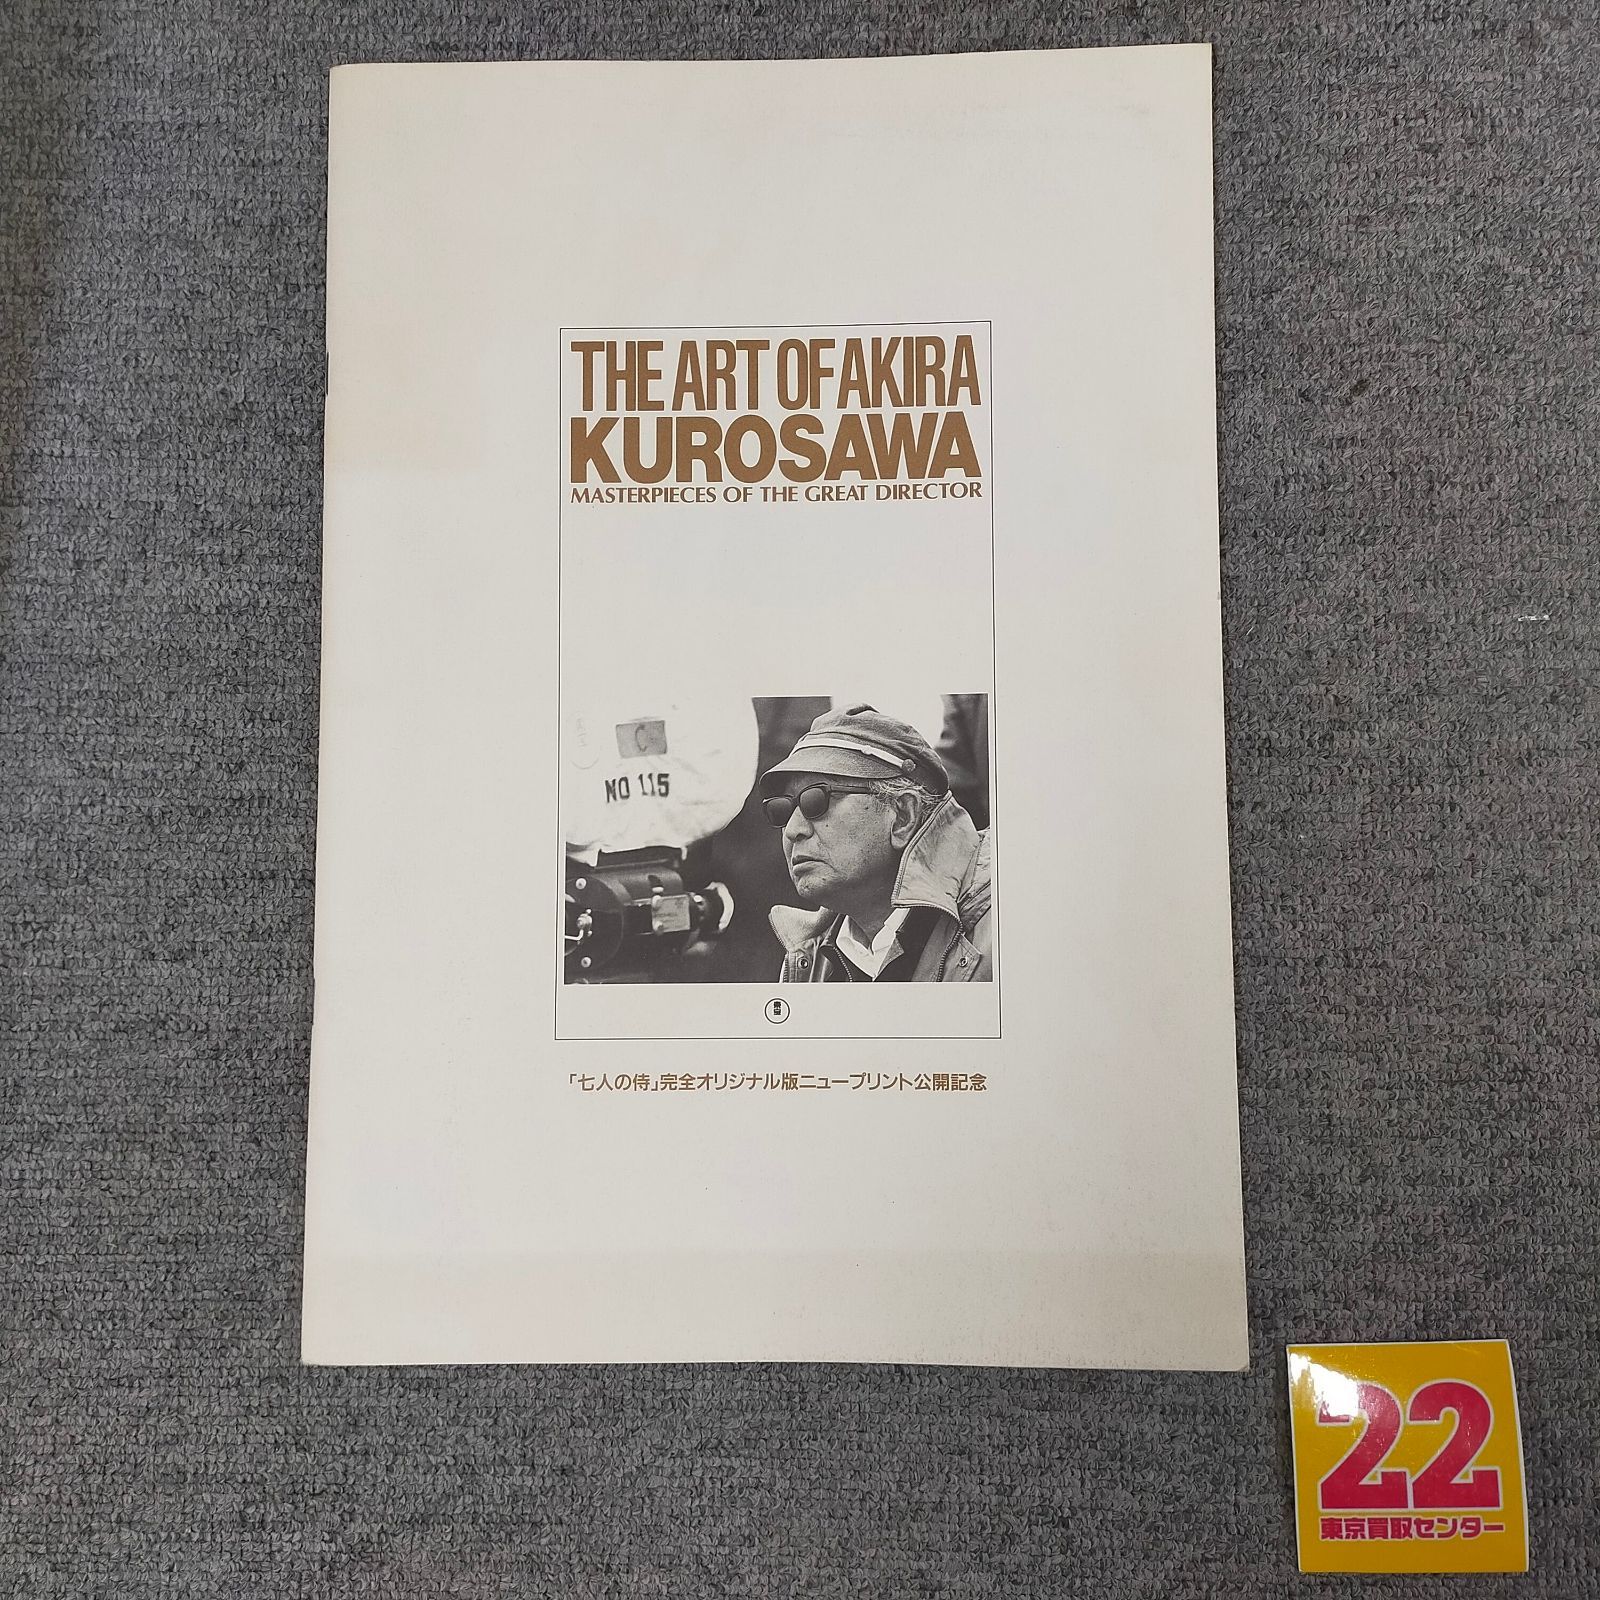 THE ART OF AKIRA
KUROSAWA
MASTERPIECES OF THE GREAT DIRECTOR
C
NO 115
東宝
「七人の侍」完全オリジナル版ニュープリント公開記念
22
東京買取センター